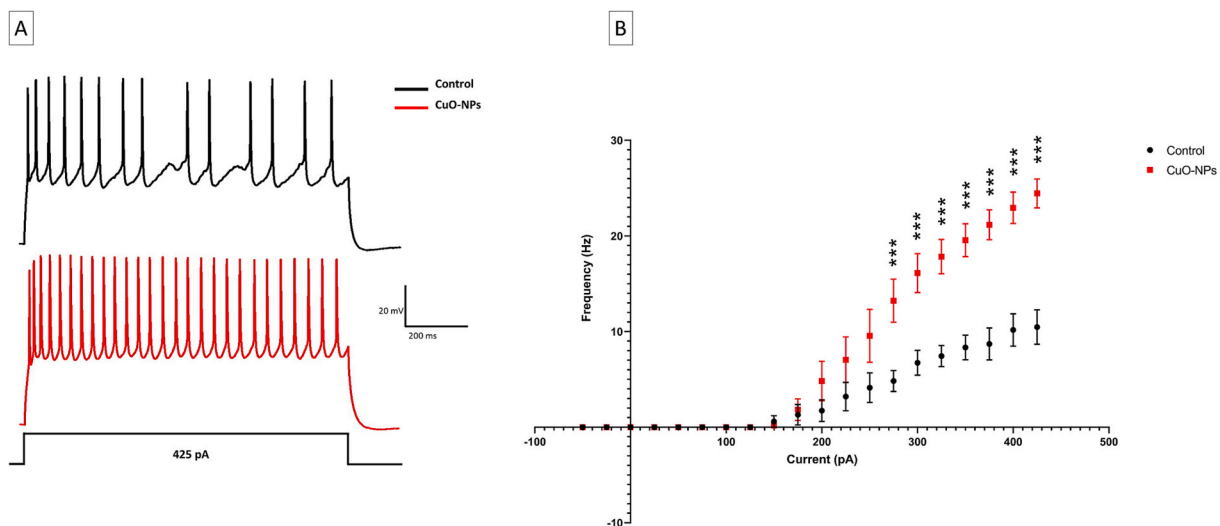 A
Control
CuO-NPs
20 mV
200 ms
425 pA
B
Control
CuO-NPs
***
***
***
***
***
***
***
30
20
10
-10
-100
0
100
200
300
400
500
Frequency (Hz)
Current (pA)